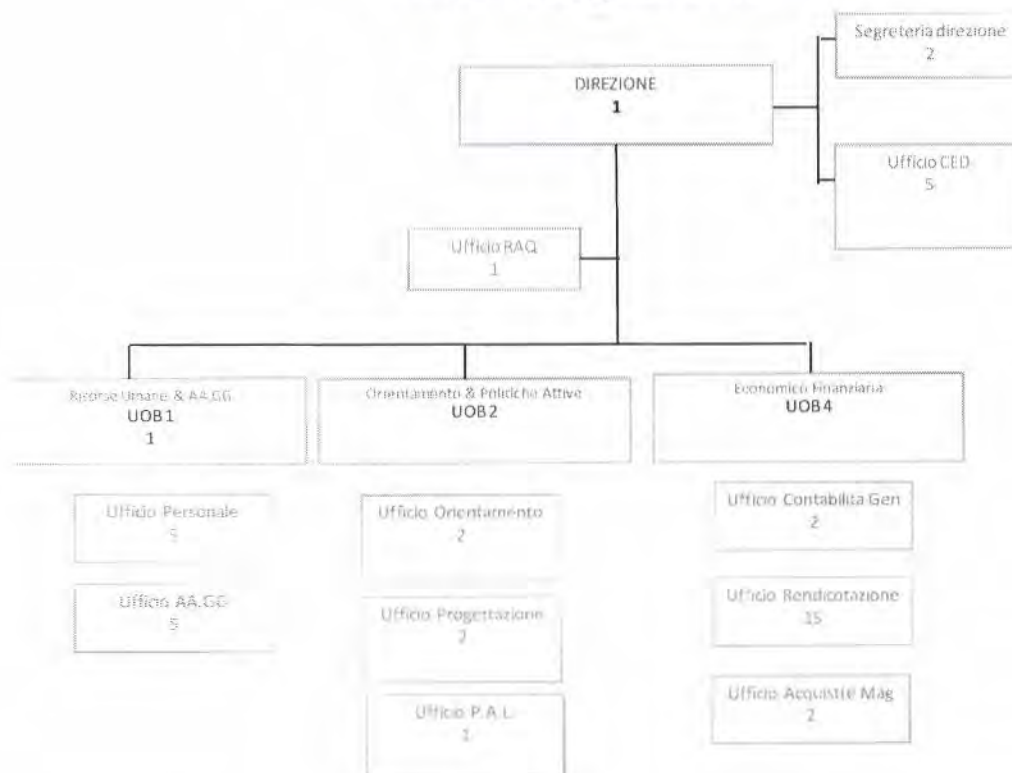 Segreteria direzione
2
DIREZIONE
1
Ufficio CED
5
Ufficio RAQ
1
Risorse Umane & AA.GG.
UOB1
1
Orientamento & Politiche Attive
UOB2
Economico Finanziaria
UOB4
Ufficio Personale
5
Ufficio AA.GG
5
Ufficio Orientamento
2
Ufficio Progettazione
2
Ufficio P.A.L.
1
Ufficio Contabilita Gen
2
Ufficio Rendicotazione
15
Ufficio Acquisti e Mag
2